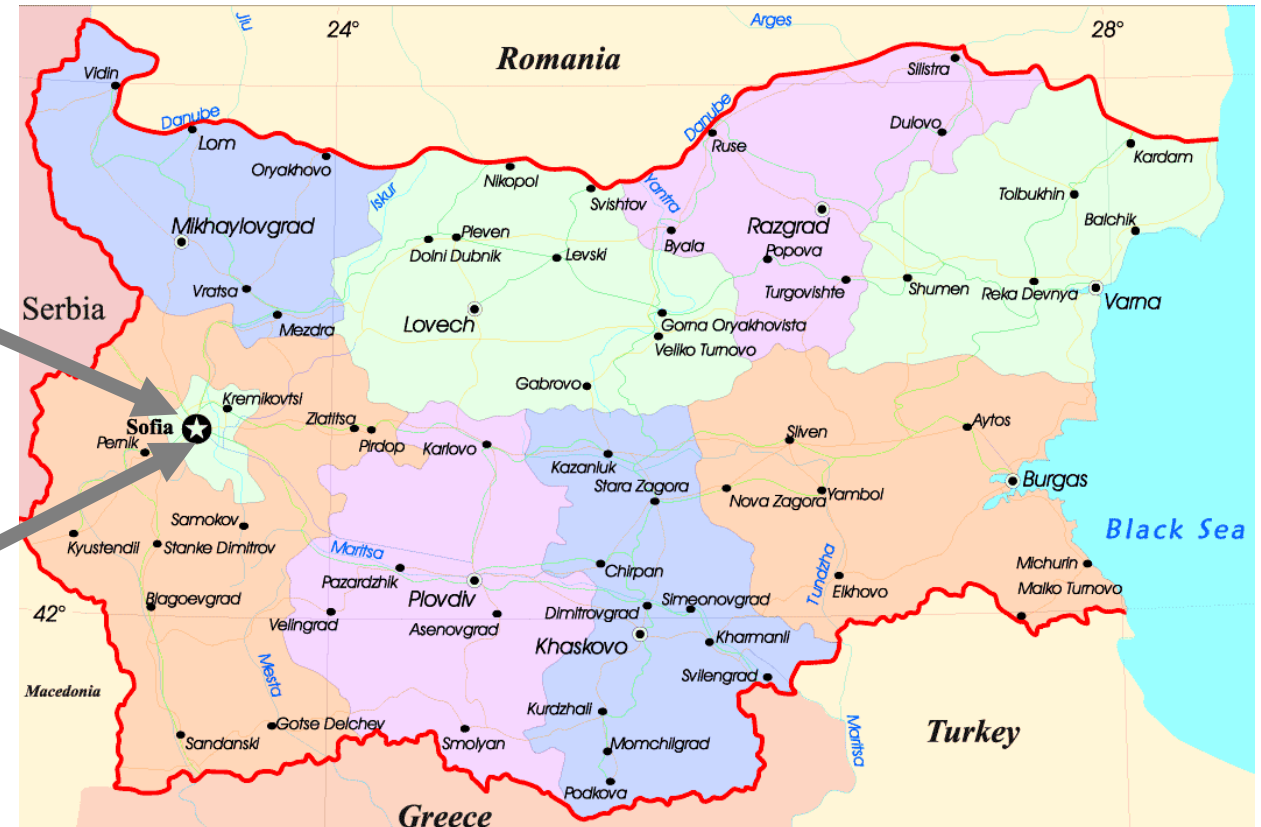 Jiu
24°
Arges
28°
Romania
Vidin
Silistra
Danube
Danube
Lom
Dulovo
Ruse
Oryakhovo
Kardam
Nikopol
Iskur
Yantra
Svishtov
Tolbukhin
Mikhaylovgrad
Pleven
Razgrad
Balchik
Dolni Dubnik
Levski
Byala
Popova
Vratsa
Turgovishte
Shumen
Reka Devnya
Varna
Serbia
Mezdra
Lovech
Gorna Oryakhovista
Veliko Turnovo
Gabrovo
Kremikovtsi
Zlatitsa
Sofia
Pernik
Pirdop
Karlovo
Sliven
Aytos
Kazanluk
Stara Zagora
Nova Zagora
Yambol
Burgas
Samokov
Black Sea
Kyustendil
Stanke Dimitrov
Maritsa
Pazardzhik
Chirpan
Tundzha
Michurin
Plovdiv
Elkhovo
Malko Turnovo
Blagoevgrad
42°
Velingrad
Asenovgrad
Dimitrovgrad
Simeonovgrad
Khaskovo
Kharmanli
Mesta
Svilengrad
Macedonia
Kurdzhali
Gotse Delchev
Sandanski
Smolyan
Momchilgrad
Maritsa
Turkey
Podkova
Greece